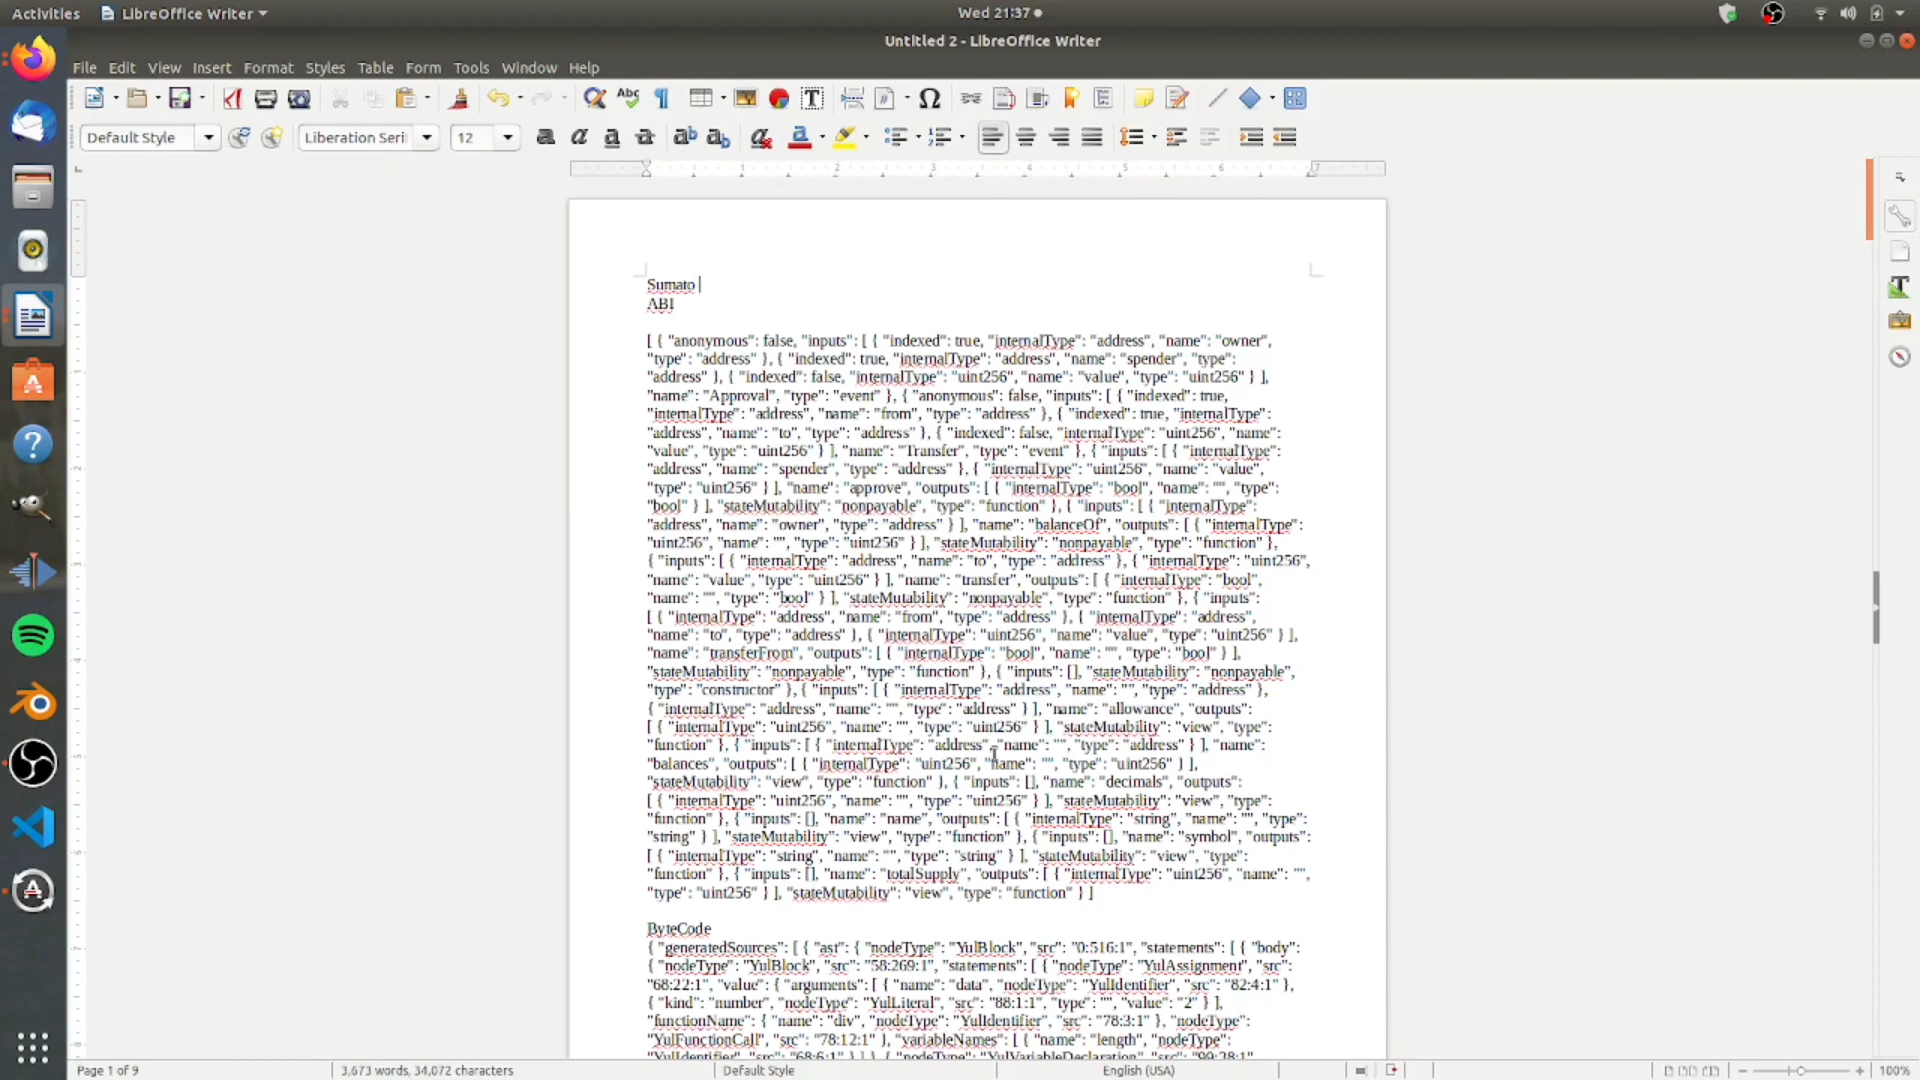 Activities LibreOffice Writer Wed 21:37
Untitled 2 - LibreOffice Writer
File Edit View Insert Format Styles Table Form Tools Window Help
Default Style Liberation Seri 12
1 2 3 4 5 6 7
Sumato
ABI
[ { "anonymous": false, "inputs": [ { "indexed": true, "internalType": "address", "name": "owner",
"type": "address" }, { "indexed": true, "internalType": "address", "name": "spender", "type":
"address" }, { "indexed": false, "internalType": "uint256", "name": "value", "type": "uint256" } ],
"name": "Approval", "type": "event" }, { "anonymous": false, "inputs": [ { "indexed": true,
"internalType": "address", "name": "from", "type": "address" }, { "indexed": true, "internalType":
"address", "name": "to", "type": "address" }, { "indexed": false, "internalType": "uint256", "name":
"value", "type": "uint256" } ], "name": "Transfer", "type": "event" }, { "inputs": [ { "internalType":
"address", "name": "spender", "type": "address" }, { "internalType": "uint256", "name": "value",
"type": "uint256" } ], "name": "approve", "outputs": [ { "internalType": "bool", "name": "", "type":
"bool" } ], "stateMutability": "nonpayable", "type": "function" }, { "inputs": [ { "internalType":
"address", "name": "owner", "type": "address" } ], "name": "balanceOf", "outputs": [ { "internalType":
"uint256", "name": "", "type": "uint256" } ], "stateMutability": "nonpayable", "type": "function" },
{ "inputs": [ { "internalType": "address", "name": "to", "type": "address" }, { "internalType": "uint256",
"name": "value", "type": "uint256" } ], "name": "transfer", "outputs": [ { "internalType": "bool",
"name": "", "type": "bool" } ], "stateMutability": "nonpayable", "type": "function" }, { "inputs":
[ { "internalType": "address", "name": "from", "type": "address" }, { "internalType": "address",
"name": "to", "type": "address" }, { "internalType": "uint256", "name": "value", "type": "uint256" } ],
"name": "transferFrom", "outputs": [ { "internalType": "bool", "name": "", "type": "bool" } ],
"stateMutability": "nonpayable", "type": "function" }, { "inputs": [], "stateMutability": "nonpayable",
"type": "constructor" }, { "inputs": [ { "internalType": "address", "name": "", "type": "address" },
{ "internalType": "address", "name": "", "type": "address" } ], "name": "allowance", "outputs":
[ { "internalType": "uint256", "name": "", "type": "uint256" } ], "stateMutability": "view", "type":
"function" }, { "inputs": [ { "internalType": "address", "name": "", "type": "address" } ], "name":
"balances", "outputs": [ { "internalType": "uint256", "name": "", "type": "uint256" } ],
"stateMutability": "view", "type": "function" }, { "inputs": [], "name": "decimals", "outputs":
[ { "internalType": "uint256", "name": "", "type": "uint256" } ], "stateMutability": "view", "type":
"function" }, { "inputs": [], "name": "name", "outputs": [ { "internalType": "string", "name": "", "type":
"string" } ], "stateMutability": "view", "type": "function" }, { "inputs": [], "name": "symbol", "outputs":
[ { "internalType": "string", "name": "", "type": "string" } ], "stateMutability": "view", "type":
"function" }, { "inputs": [], "name": "totalSupply", "outputs": [ { "internalType": "uint256", "name": "",
"type": "uint256" } ], "stateMutability": "view", "type": "function" } ]
ByteCode
{ "generatedSources": [ { "ast": { "nodeType": "YulBlock", "src": "0:516:1", "statements": [ { "body":
{ "nodeType": "YulBlock", "src": "58:269:1", "statements": [ { "nodeType": "YulAssignment", "src":
"68:22:1", "value": { "arguments": [ { "name": "data", "nodeType": "YulIdentifier", "src": "82:4:1" },
{ "kind": "number", "nodeType": "YulLiteral", "src": "88:1:1", "type": "", "value": "2" } ],
"functionName": { "name": "div", "nodeType": "YulIdentifier", "src": "78:3:1" }, "nodeType":
"YulFunctionCall", "src": "78:12:1" }, "variableNames": [ { "name": "length", "nodeType":
"YulIdentifier", "src": "68:6:1" } ] }, { "nodeType": "YulVariableDeclaration", "src": "99:38:1",
Page 1 of 9 3,673 words, 34,072 characters Default Style English (USA) 100%